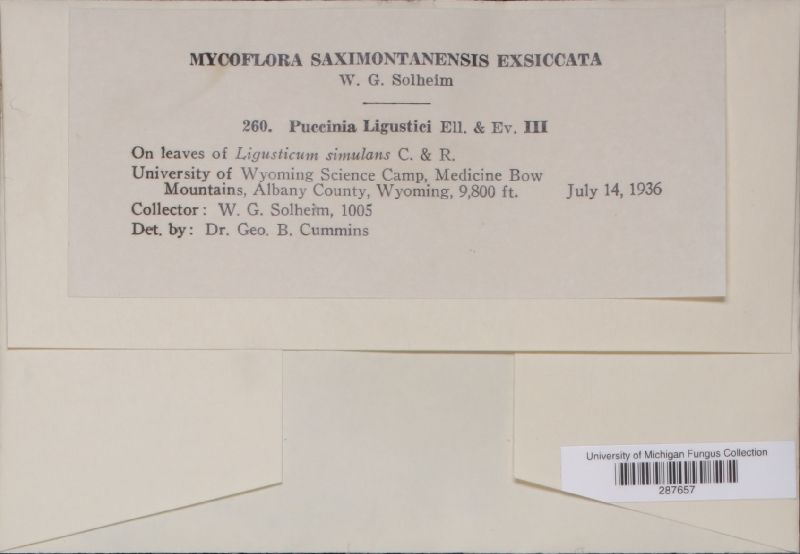 MYCOFLORA SAXIMONTANENSIS EXSICCATA
W. G. Solheim
260. Puccinia Ligustici Ell. & Ev. III
On leaves of Ligusticum simulans C. & R.
University of Wyoming Science Camp, Medicine Bow
Mountains, Albany County, Wyoming, 9,800 ft. July 14, 1936
Collector: W. G. Solheim, 1005
Det. by: Dr. Geo. B. Cummins
University of Michigan Fungus Collection
287657